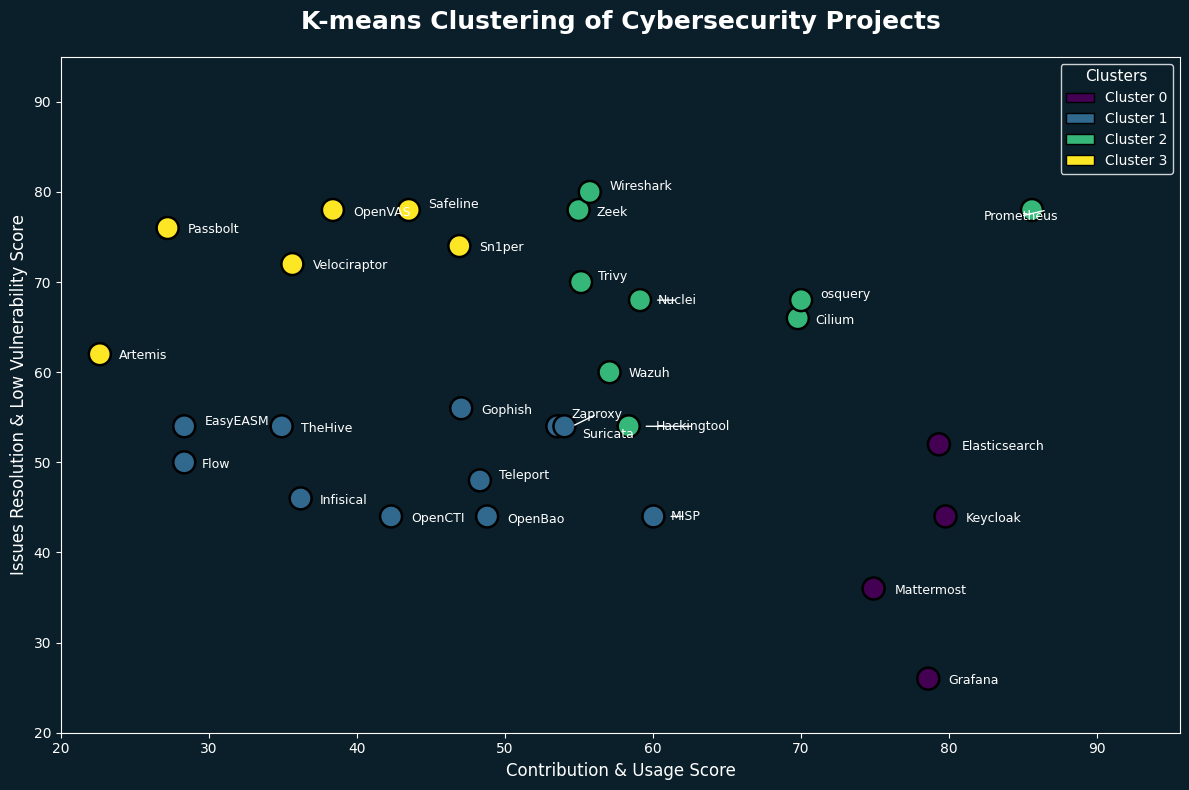 K-means Clustering of Cybersecurity Projects
Clusters
Cluster 0
Cluster 1
Cluster 2
Cluster 3
Issues Resolution & Low Vulnerability Score
90
80
70
60
50
40
30
20
Wireshark
Zeek
Prometheus
OpenVAS
Safeline
Passbolt
Sn1per
Velociraptor
Trivy
Nuclei
osquery
Cilium
Artemis
Wazuh
Gophish
Zaproxy
EasyEASM
TheHive
Suricata
Hackingtool
Elasticsearch
Flow
Teleport
Infisical
OpenCTI
OpenBao
MISP
Keycloak
Mattermost
Grafana
20
30
40
50
60
70
80
90
Contribution & Usage Score